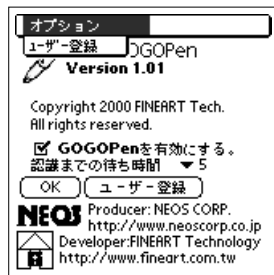 オプション
ユーザー登録
GOGOPen
Version 1.01
Copyright 2000 FINEART Tech.
All rights reserved.
GOGOPenを有効にする。
認識までの待ち時間 ▼5
OK
ユーザー登録
NEOS
Producer: NEOS CORP.
http://www.neoscorp.co.jp
Developer:FINEART Technology
http://www.fineart.com.tw